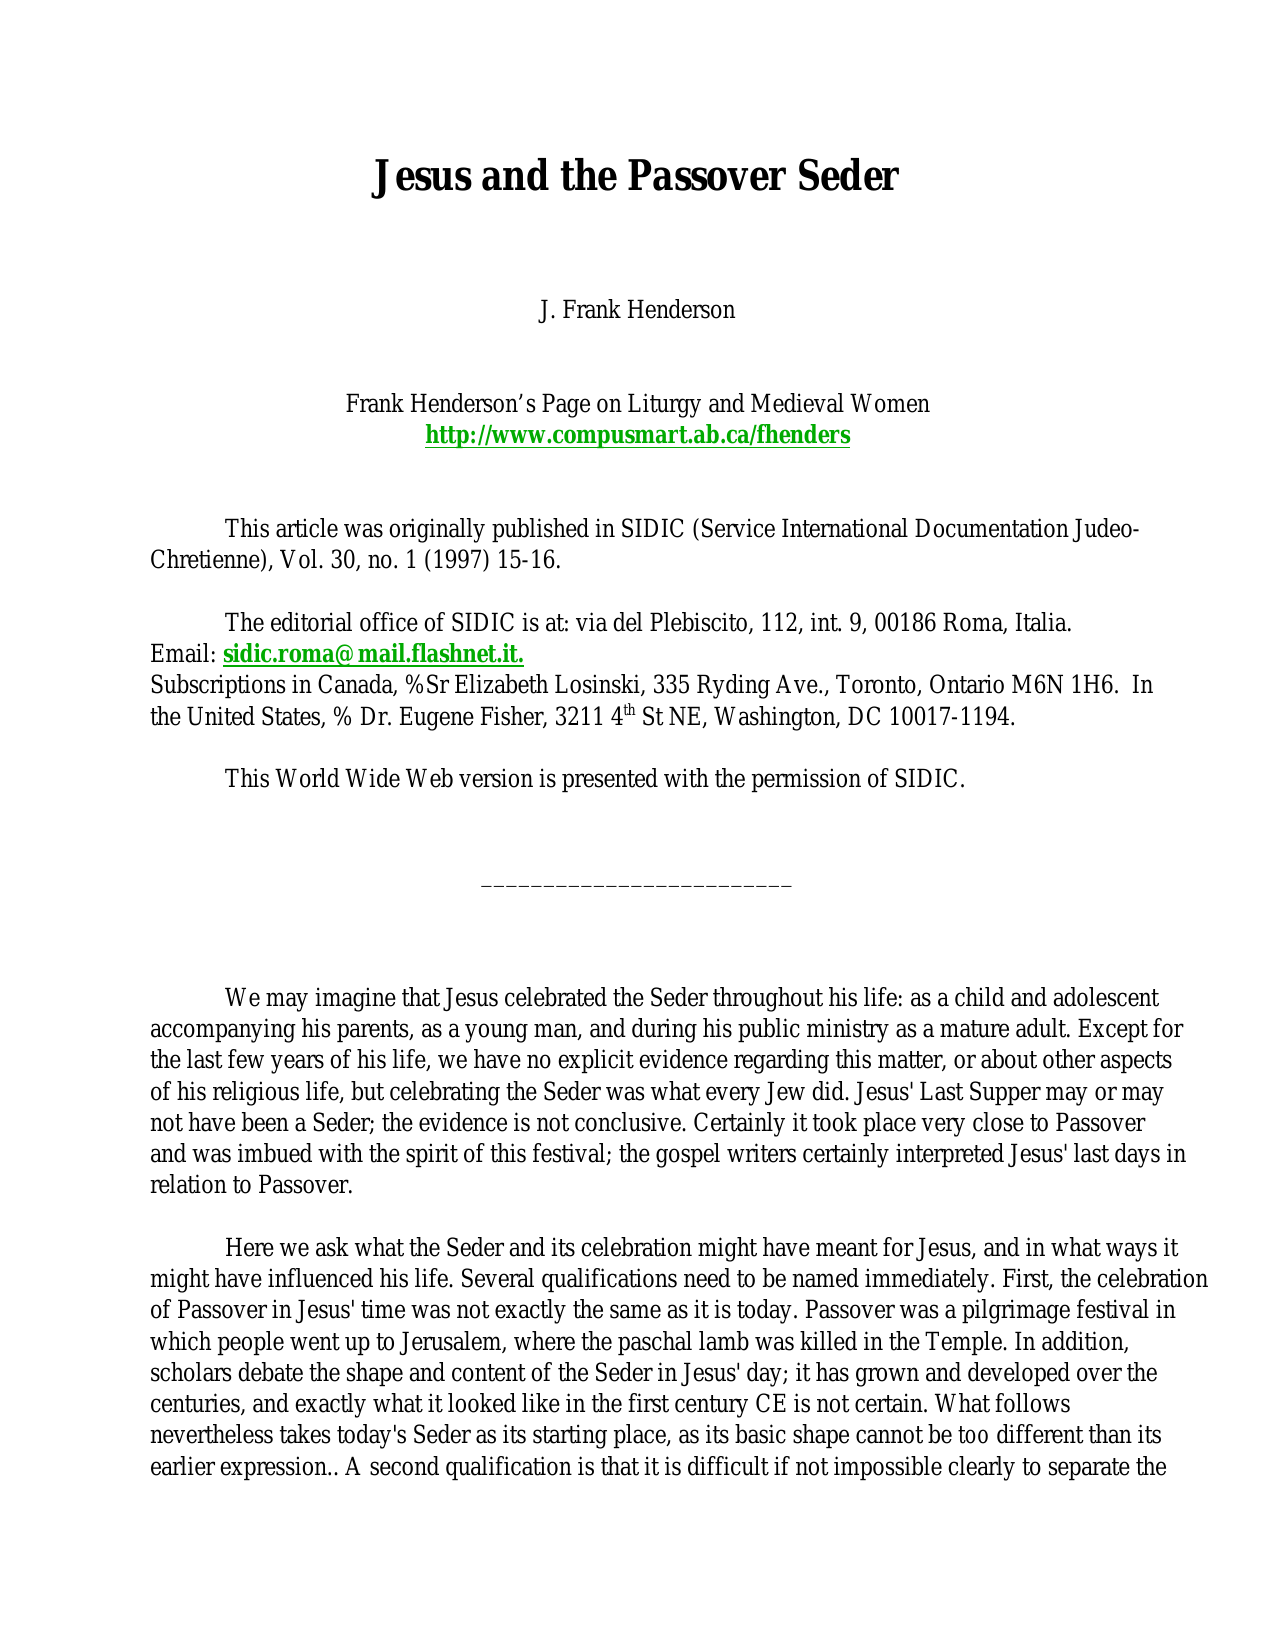 Jesus and the Passover Seder
J. Frank Henderson
Frank Henderson’s Page on Liturgy and Medieval Women
http://www.compusmart.ab.ca/fhenders
This article was originally published in SIDIC (Service International Documentation Judeo-
Chretienne), Vol. 30, no. 1 (1997) 15-16.
The editorial office of SIDIC is at: via del Plebiscito, 112, int. 9, 00186 Roma, Italia.
Email: sidic.roma@mail.flashnet.it.
Subscriptions in Canada, %Sr Elizabeth Losinski, 335 Ryding Ave., Toronto, Ontario M6N 1H6. In
the United States, % Dr. Eugene Fisher, 3211 4th St NE, Washington, DC 10017-1194.
This World Wide Web version is presented with the permission of SIDIC.
_________________________
We may imagine that Jesus celebrated the Seder throughout his life: as a child and adolescent
accompanying his parents, as a young man, and during his public ministry as a mature adult. Except for
the last few years of his life, we have no explicit evidence regarding this matter, or about other aspects
of his religious life, but celebrating the Seder was what every Jew did. Jesus' Last Supper may or may
not have been a Seder; the evidence is not conclusive. Certainly it took place very close to Passover
and was imbued with the spirit of this festival; the gospel writers certainly interpreted Jesus' last days in
relation to Passover.
Here we ask what the Seder and its celebration might have meant for Jesus, and in what ways it
might have influenced his life. Several qualifications need to be named immediately. First, the celebration
of Passover in Jesus' time was not exactly the same as it is today. Passover was a pilgrimage festival in
which people went up to Jerusalem, where the paschal lamb was killed in the Temple. In addition,
scholars debate the shape and content of the Seder in Jesus' day; it has grown and developed over the
centuries, and exactly what it looked like in the first century CE is not certain. What follows
nevertheless takes today's Seder as its starting place, as its basic shape cannot be too different than its
earlier expression.. A second qualification is that it is difficult if not impossible clearly to separate the